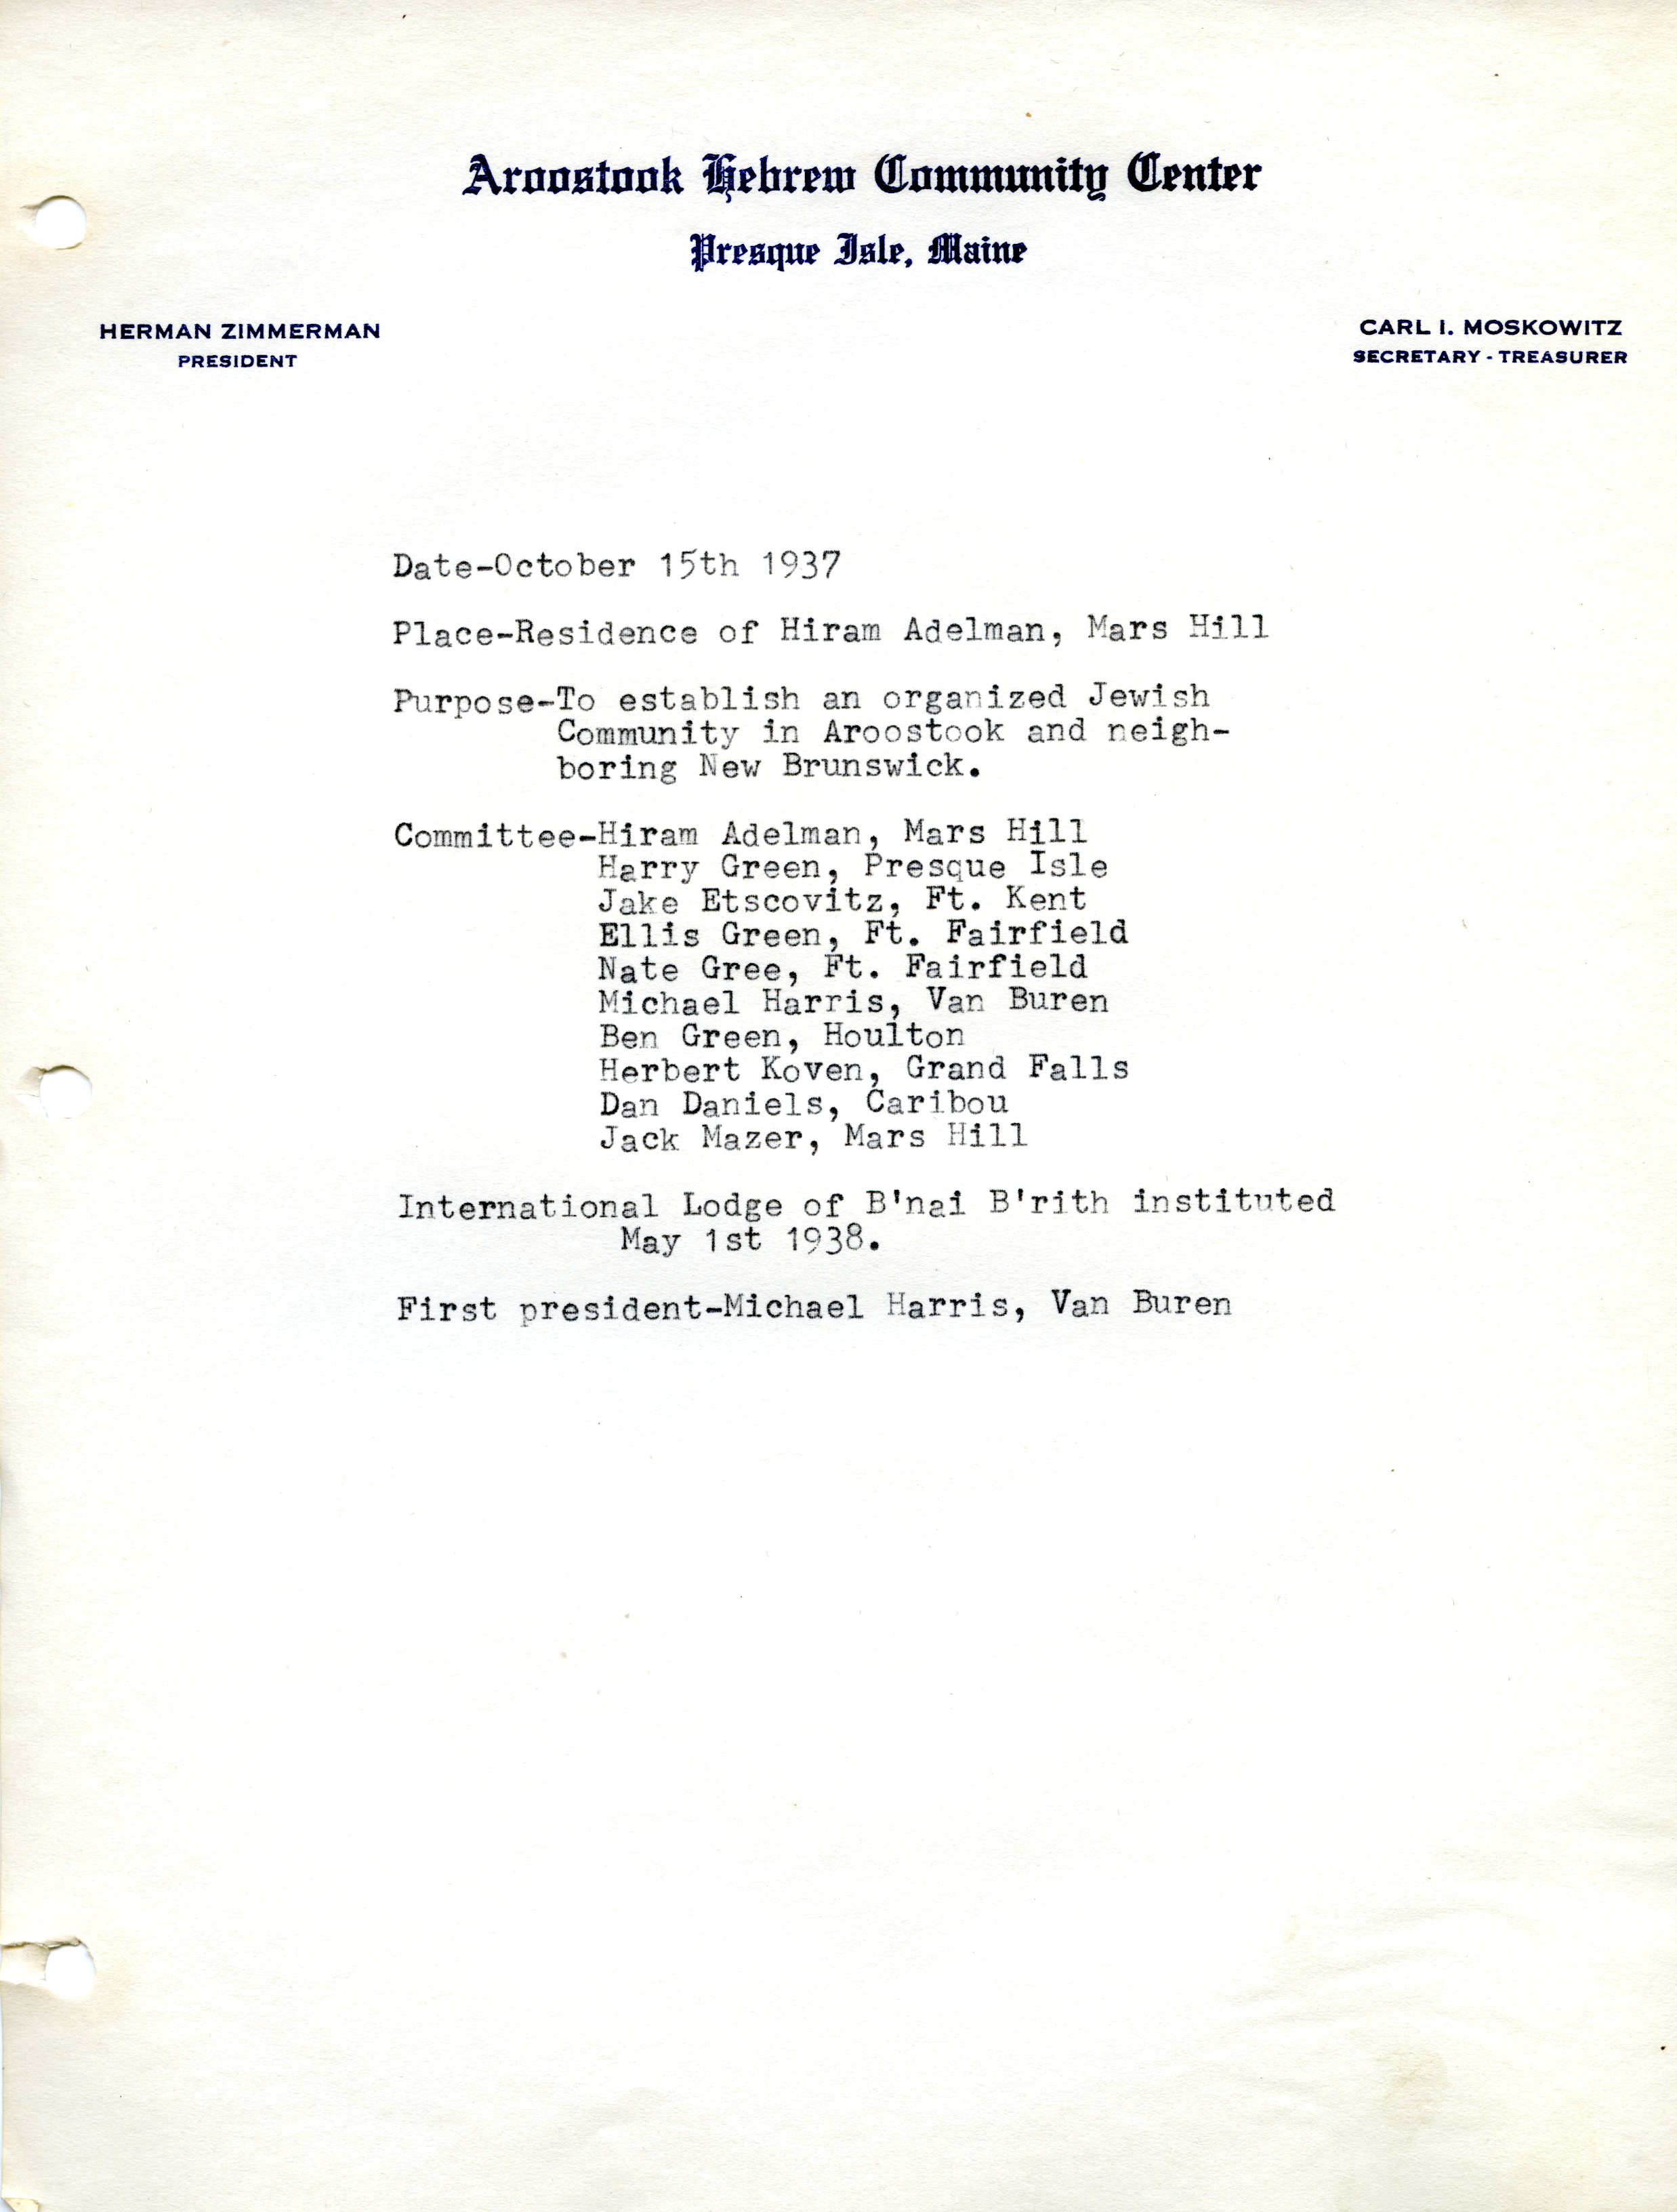 Aroostook Hebrew Community Center
Presque Isle, Maine
HERMAN ZIMMERMAN
PRESIDENT
CARL I. MOSKOWITZ
SECRETARY - TREASURER
Date-October 15th 1937
Place-Residence of Hiram Adelman, Mars Hill
Purpose-To establish an organized Jewish
Community in Aroostook and neigh-
boring New Brunswick.
Committee-Hiram Adelman, Mars Hill
Harry Green, Presque Isle
Jake Etscovitz, Ft. Kent
Ellis Green, Ft. Fairfield
Nate Gree, Ft. Fairfield
Michael Harris, Van Buren
Ben Green, Houlton
Herbert Koven, Grand Falls
Dan Daniels, Caribou
Jack Mazer, Mars Hill
International Lodge of B'nai B'rith instituted
May 1st 1938.
First president-Michael Harris, Van Buren